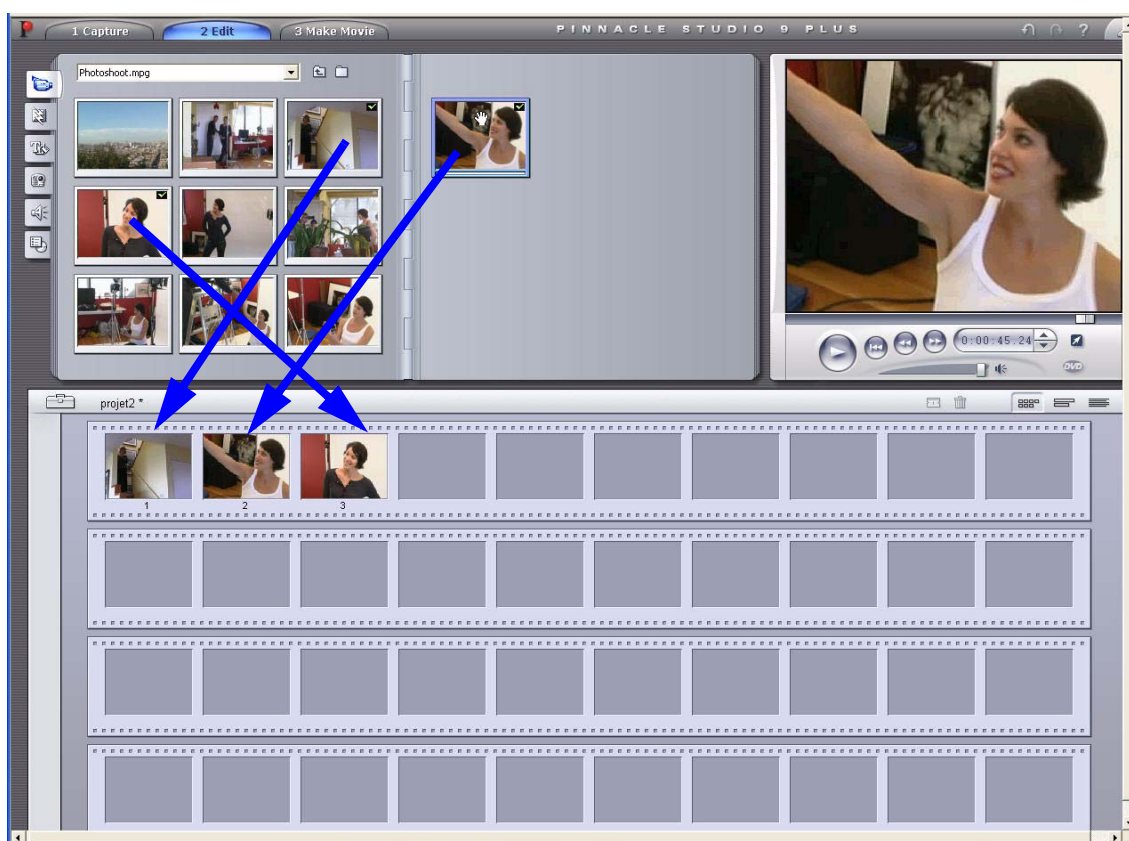 1 Capture 2 Edit 3 Make Movie PINNACLE STUDIO 9 PLUS ?
Photoshoot.mpg
0:00:45.24
DVD
projet2 *
1 2 3